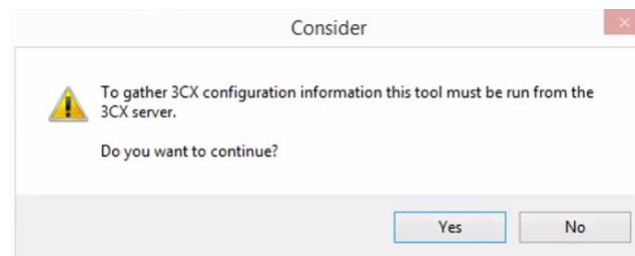 Consider
To gather 3CX configuration information this tool must be run from the
3CX server.
Do you want to continue?
Yes No